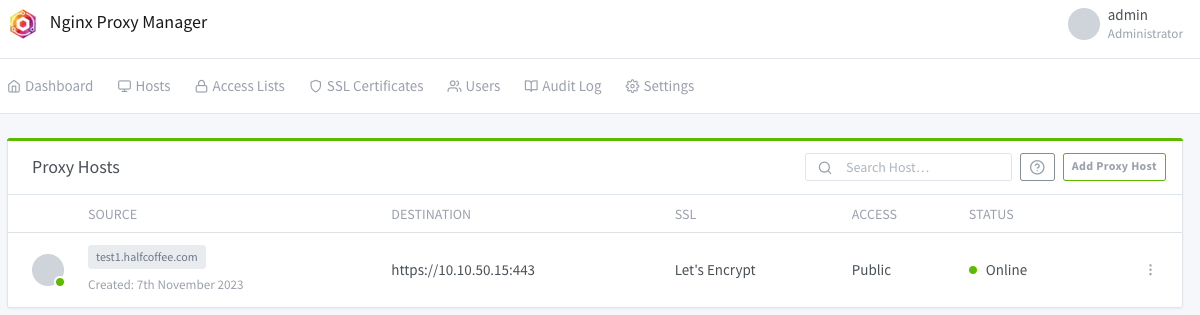 Nginx Proxy Manager
admin
Administrator
Dashboard Hosts Access Lists SSL Certificates Users Audit Log Settings
Proxy Hosts Search Host... Add Proxy Host
SOURCE DESTINATION SSL ACCESS STATUS
test1.halfcoffee.com
https://10.10.50.15:443 Let's Encrypt Public Online
Created: 7th November 2023